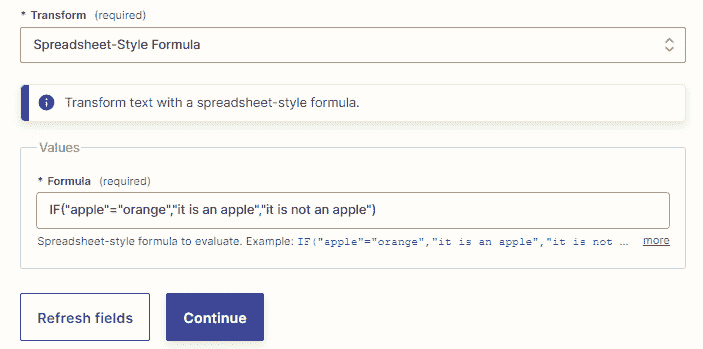 * Transform (required)
Spreadsheet-Style Formula
Transform text with a spreadsheet-style formula.
Values
* Formula (required)
IF("apple"="orange","it is an apple","it is not an apple")
Spreadsheet-style formula to evaluate. Example: IF("apple"="orange","it is an apple","it is not ... more
Refresh fields Continue